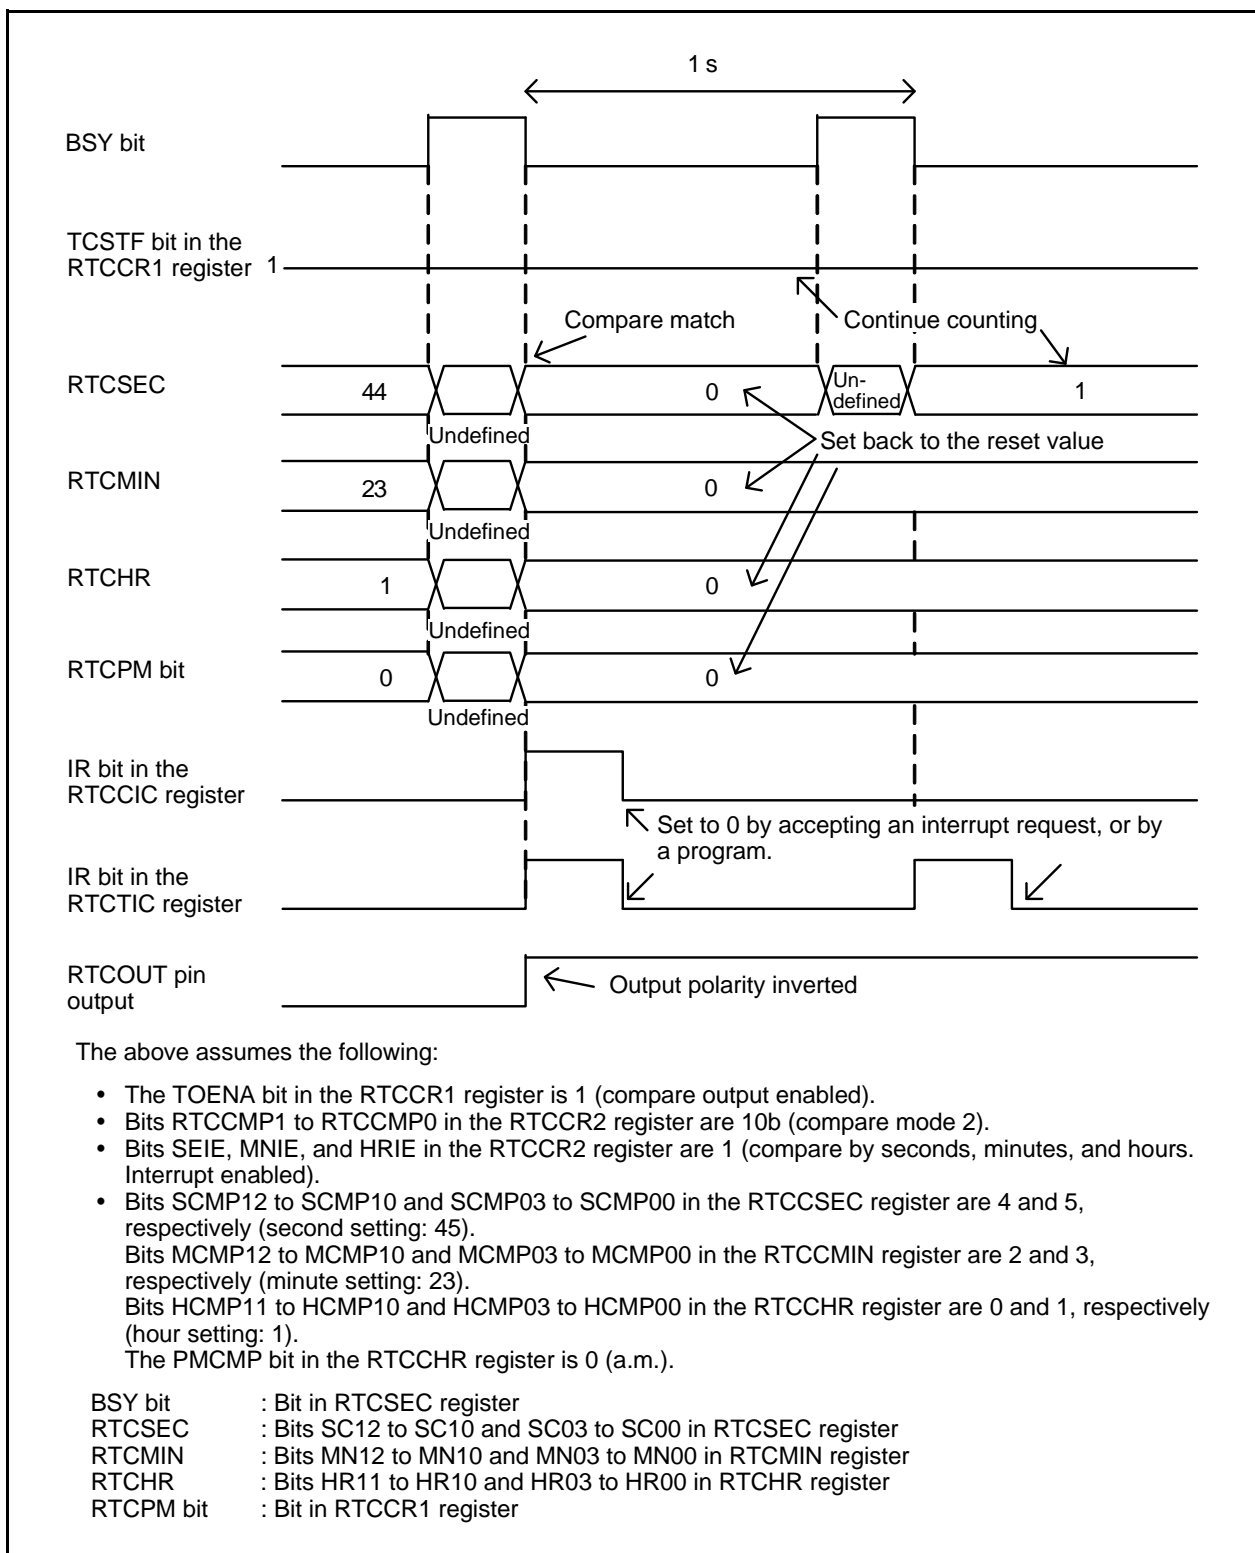 1 s
BSY bit
TCSTF bit in the
RTCCR1 register 1
Compare match
Continue counting
RTCSEC
44
0
Un-
defined
1
Undefined
Set back to the reset value
RTCMIN
23
0
Undefined
RTCHR
1
0
Undefined
RTCPM bit
0
0
Undefined
IR bit in the
RTCCIC register
Set to 0 by accepting an interrupt request, or by
a program.
IR bit in the
RTCTIC register
RTCOUT pin
output
Output polarity inverted
The above assumes the following:
• The TOENA bit in the RTCCR1 register is 1 (compare output enabled).
• Bits RTCCMP1 to RTCCMP0 in the RTCCR2 register are 10b (compare mode 2).
• Bits SEIE, MNIE, and HRIE in the RTCCR2 register are 1 (compare by seconds, minutes, and hours.
Interrupt enabled).
• Bits SCMP12 to SCMP10 and SCMP03 to SCMP00 in the RTCCSEC register are 4 and 5,
respectively (second setting: 45).
Bits MCMP12 to MCMP10 and MCMP03 to MCMP00 in the RTCCMIN register are 2 and 3,
respectively (minute setting: 23).
Bits HCMP11 to HCMP10 and HCMP03 to HCMP00 in the RTCCHR register are 0 and 1, respectively
(hour setting: 1).
The PMCMP bit in the RTCCHR register is 0 (a.m.).
BSY bit : Bit in RTCSEC register
RTCSEC : Bits SC12 to SC10 and SC03 to SC00 in RTCSEC register
RTCMIN : Bits MN12 to MN10 and MN03 to MN00 in RTCMIN register
RTCHR : Bits HR11 to HR10 and HR03 to HR00 in RTCHR register
RTCPM bit : Bit in RTCCR1 register